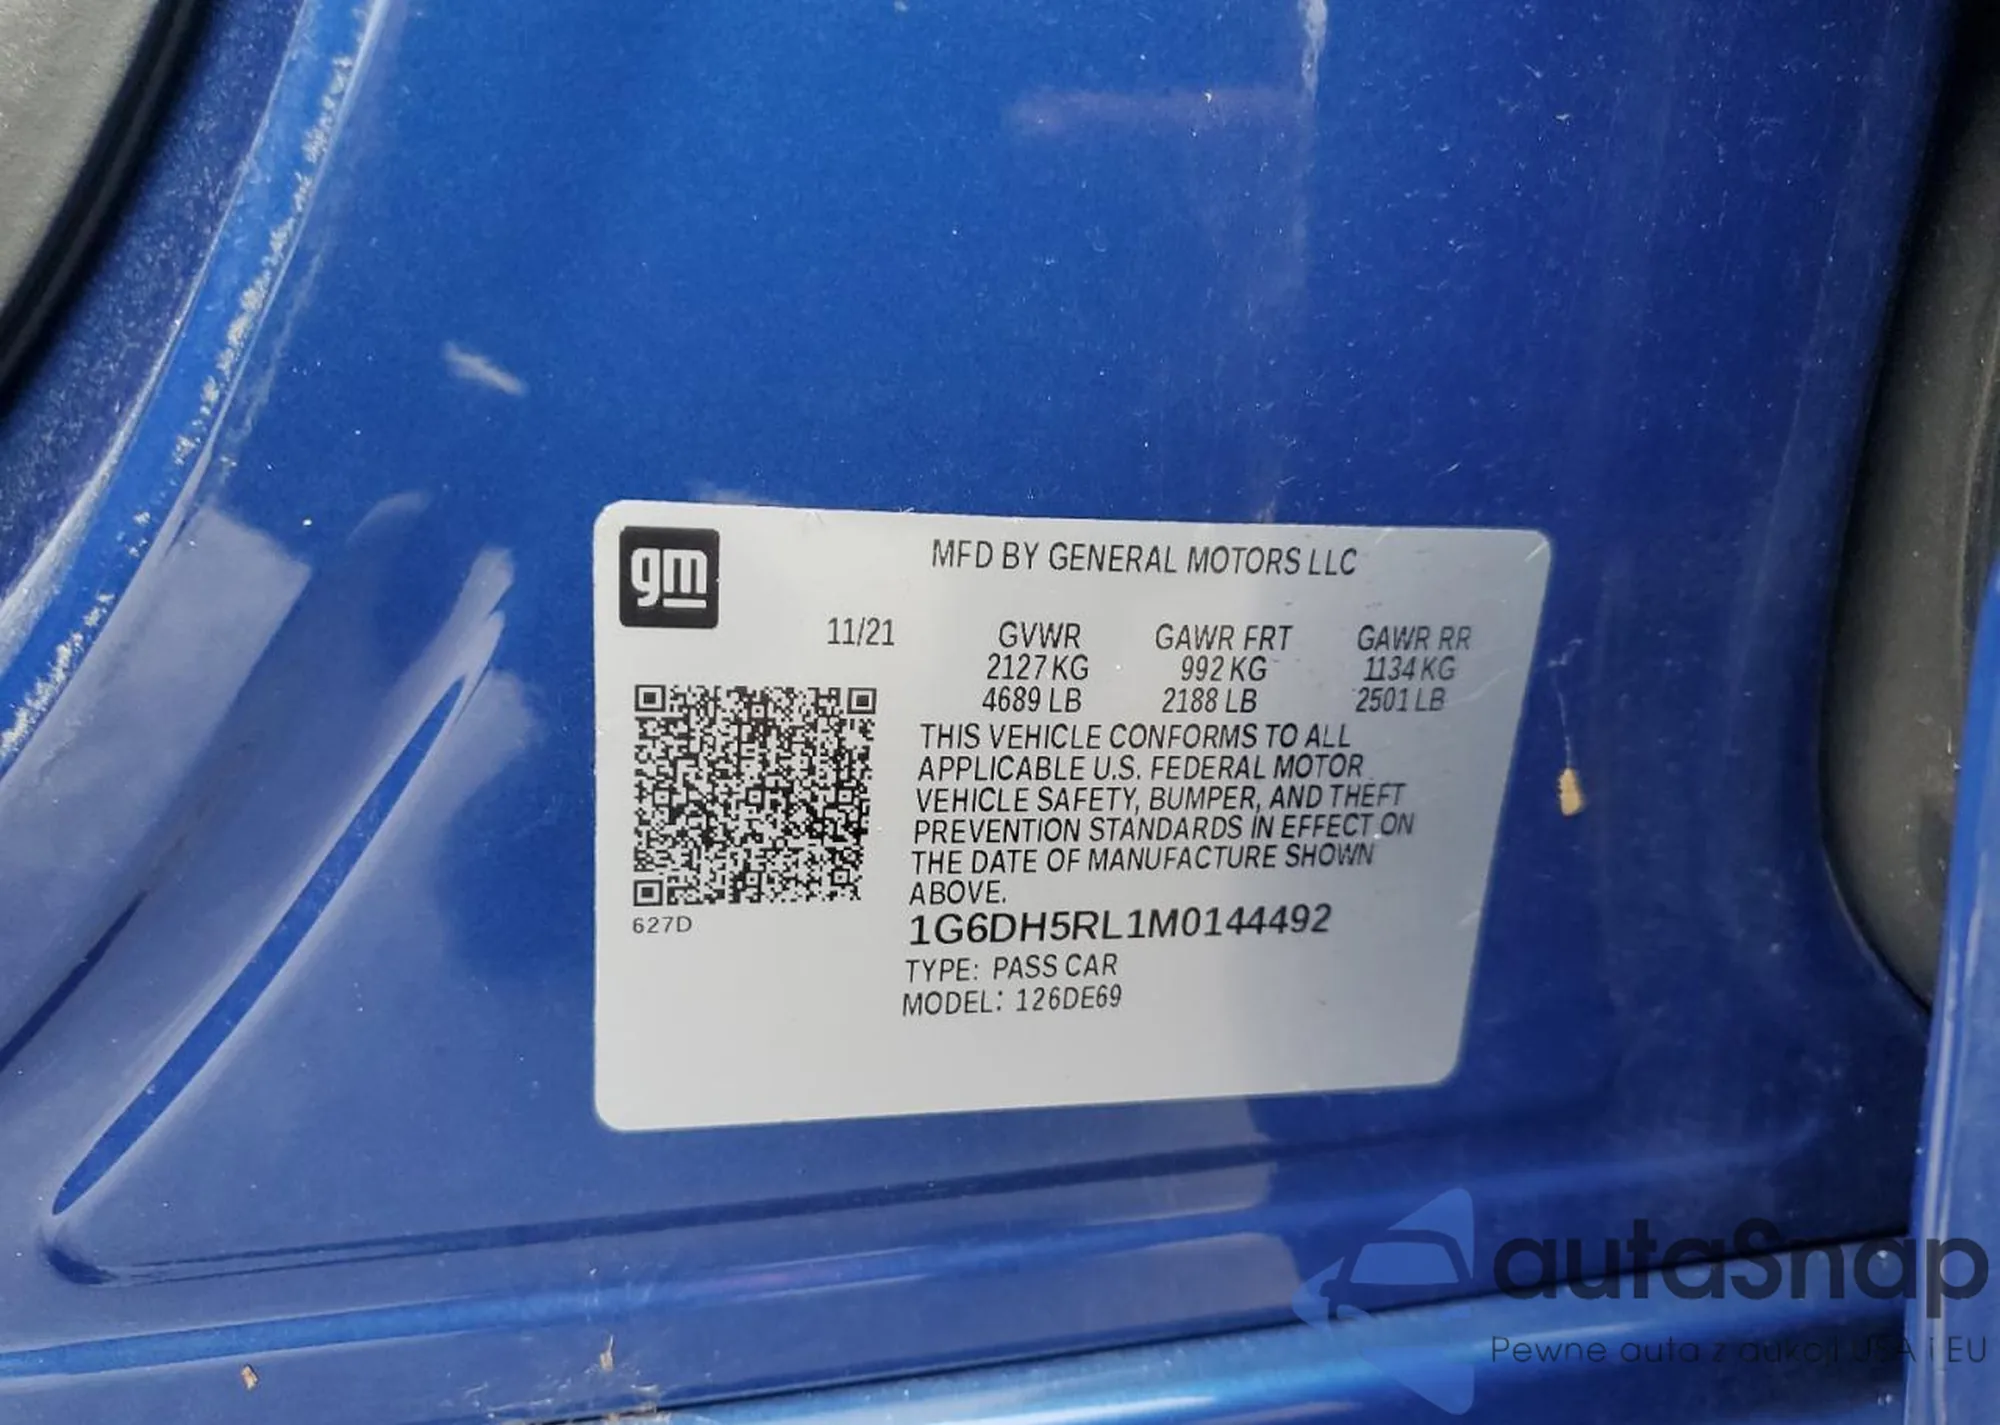 gm
MFD BY GENERAL MOTORS LLC
11/21 GVWR GAWR FRT GAWR RR
2127 KG 992 KG 1134 KG
4689 LB 2188 LB 2501 LB
THIS VEHICLE CONFORMS TO ALL
APPLICABLE U.S. FEDERAL MOTOR
VEHICLE SAFETY, BUMPER, AND THEFT
PREVENTION STANDARDS IN EFFECT ON
THE DATE OF MANUFACTURE SHOWN
ABOVE.
627D
1G6DH5RL1M0144492
TYPE: PASS CAR
MODEL: 126DE69
autaSnap
Pewne auta z aukcji USA i EU